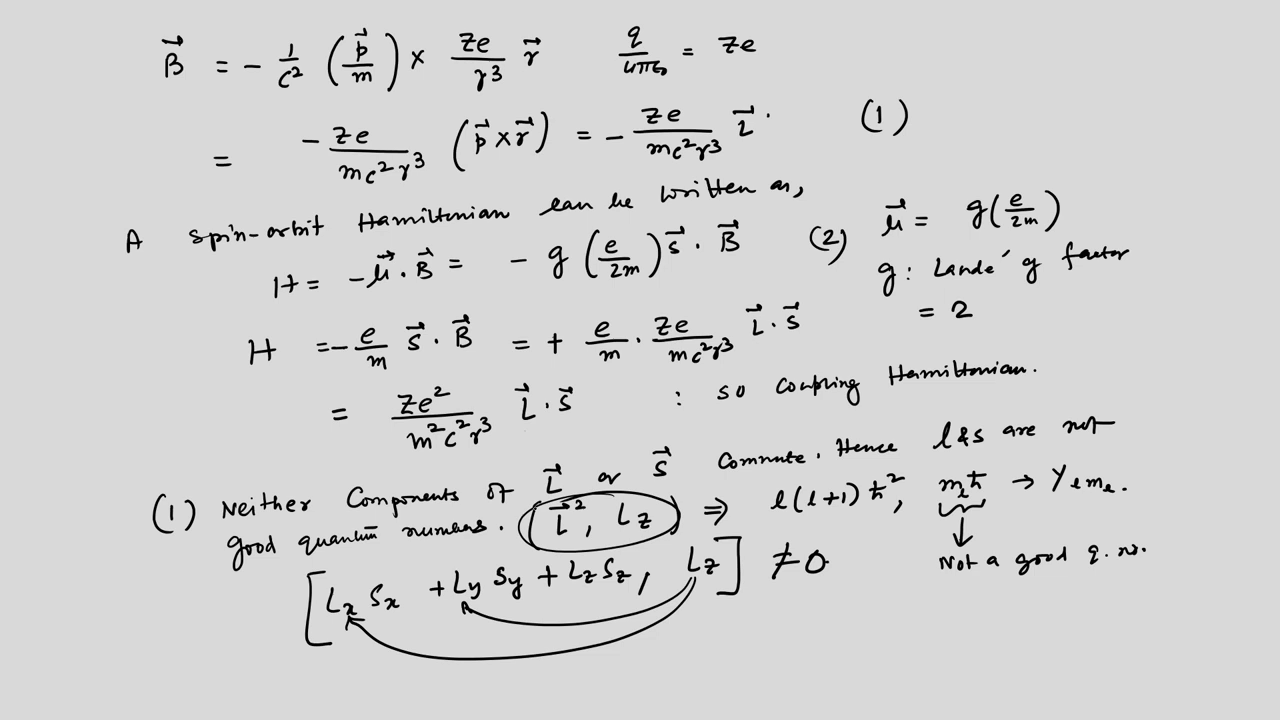 B⃗ = - 1/c² (p⃗/m) × Ze/r³ r⃗    q/4πε₀ = Ze
= -Ze/mc²r³ (p⃗ × r⃗) = - Ze/mc²r³ L⃗.    (1)
A spin-orbit Hamiltonian can be written as,
H = -μ⃗ . B⃗ = - g (e/2m) s⃗ . B⃗    (2)    μ⃗ = g(e/2m)
g : Lande´ g factor
= 2
H = - e/m s⃗ . B⃗ = + e/m . Ze/mc²r³ L⃗ . s⃗
= Ze²/m²c²r³ L⃗ . s⃗    : SO Coupling Hamiltonian.
(1) Neither Components of L⃗ or S⃗ Commute. Hence l & s are not
good quantum numbers. (L⃗², Lz) ⇒ l(l+1)ħ², mₗħ → Yₗmₗ.
Not a good q. no.
[Lₓ Sₓ + Ly Sy + Lz Sz, Lz] ≠ 0